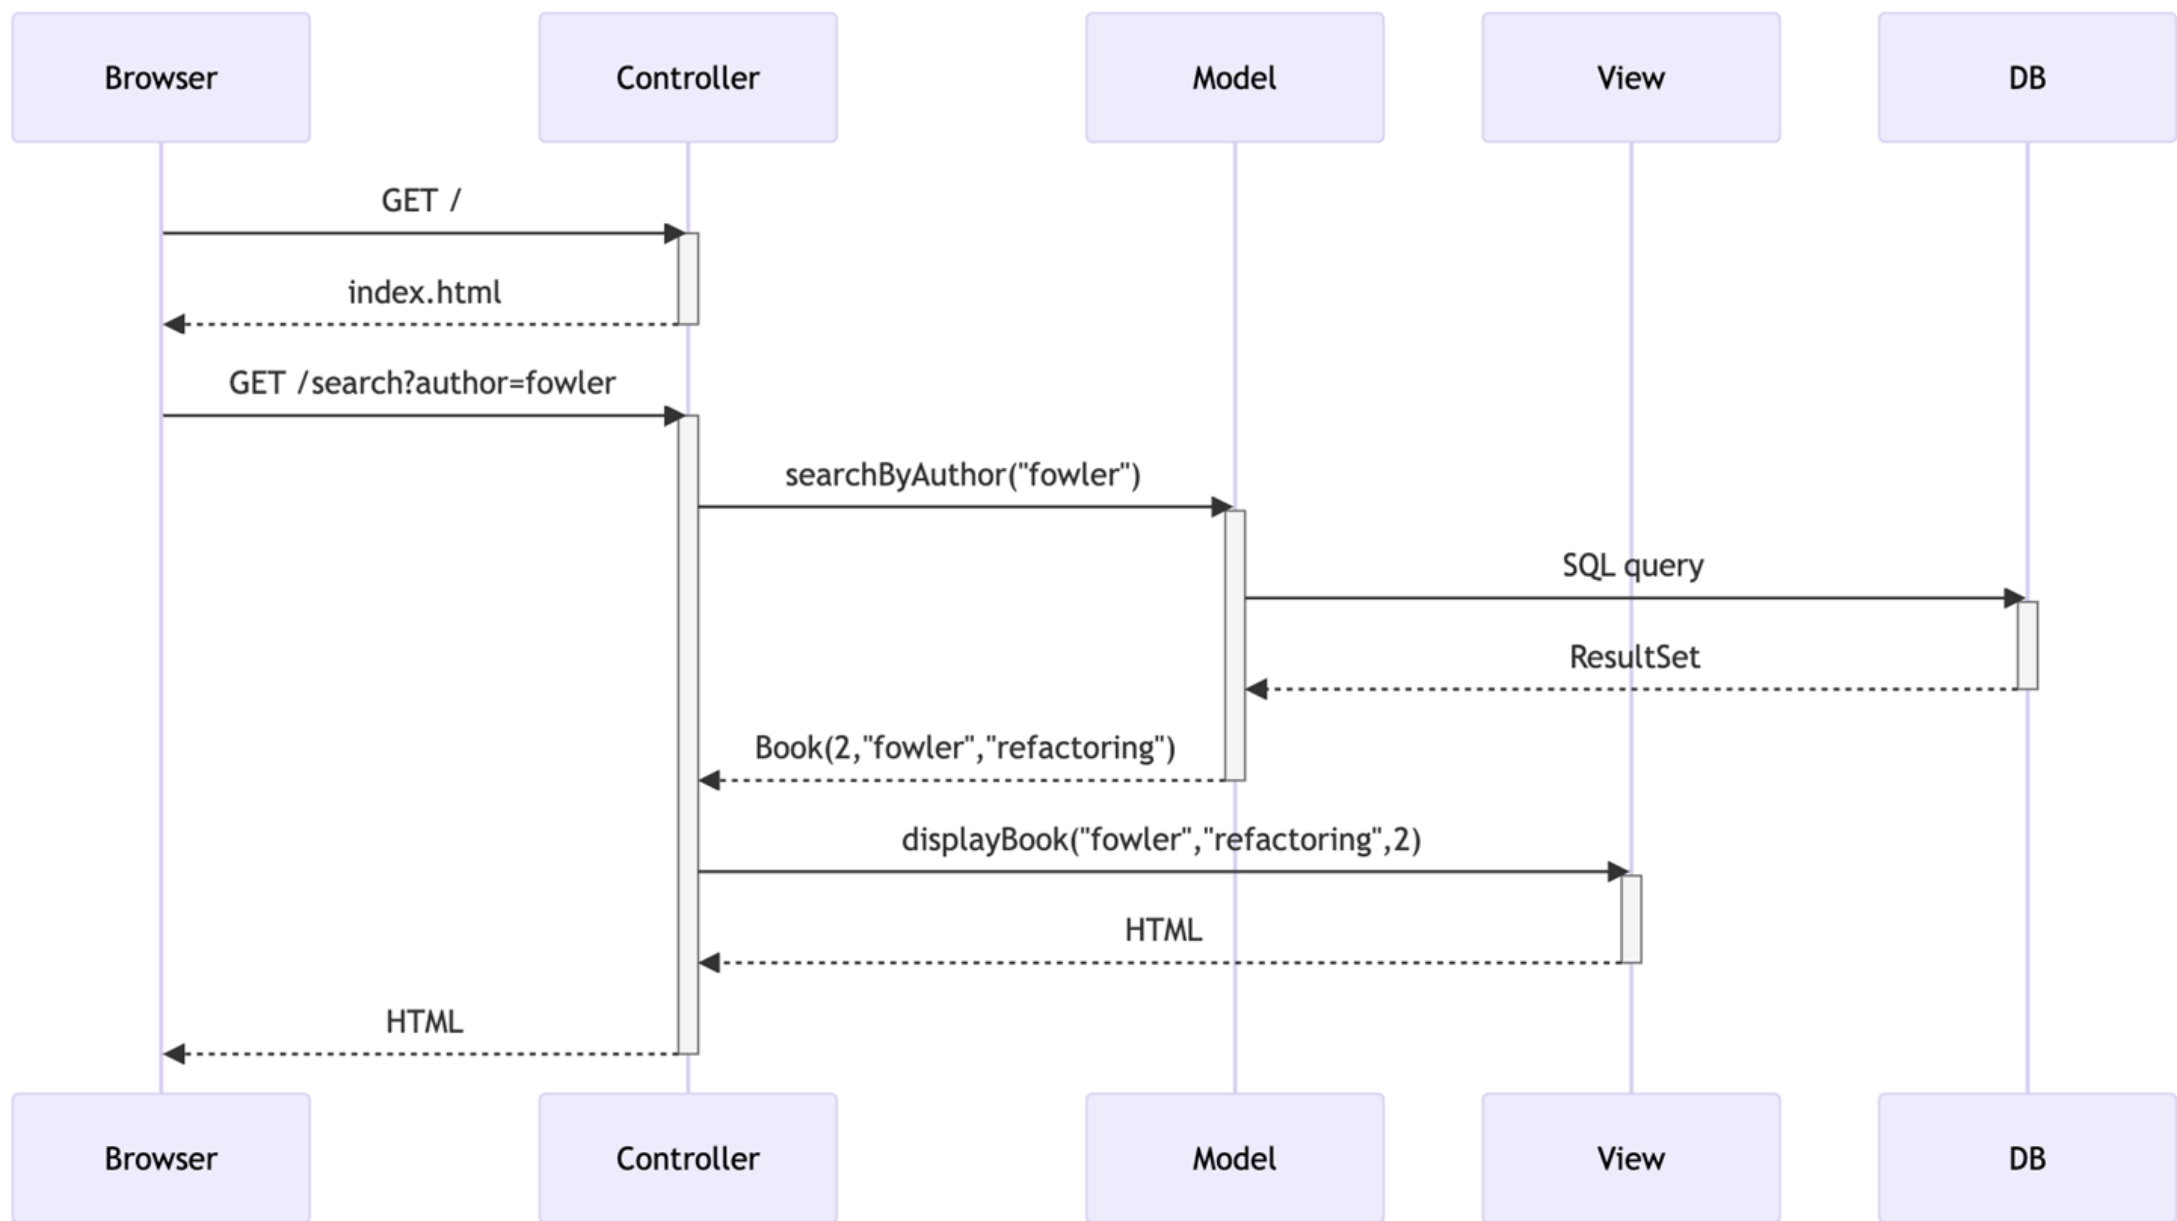 Browser
Controller
Model
View
DB
GET /
index.html
GET /search?author=fowler
searchByAuthor("fowler")
SQL query
ResultSet
Book(2,"fowler","refactoring")
displayBook("fowler","refactoring",2)
HTML
HTML
Browser
Controller
Model
View
DB